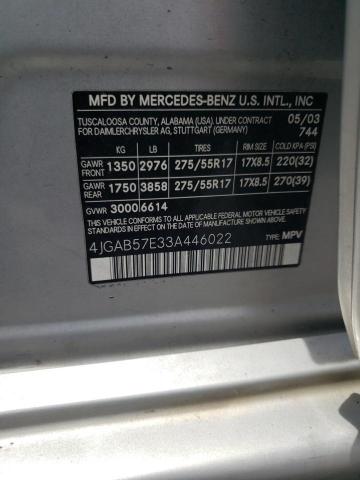 MFD BY MERCEDES-BENZ U.S. INTL., INC
TUSCALOOSA COUNTY, ALABAMA (USA). UNDER CONTRACT 05/03
FOR DAIMLERCHRYSLER AG, STUTTGART (GERMANY) 744
KG LB TIRES RIM SIZE COLD KPA (PSI)
GAWR FRONT 1350 2976 275/55R17 17X8.5 220(32)
GAWR REAR 1750 3858 275/55R17 17X8.5 270(39)
GVWR 3000 6614
THIS VEHICLE CONFORMS TO ALL APPLICABLE FEDERAL MOTOR VEHICLE SAFETY STANDARDS IN EFFECT ON THE DATE OF MANUFACTURE SHOWN ABOVE.
4JGAB57E33A446022 TYPE: MPV